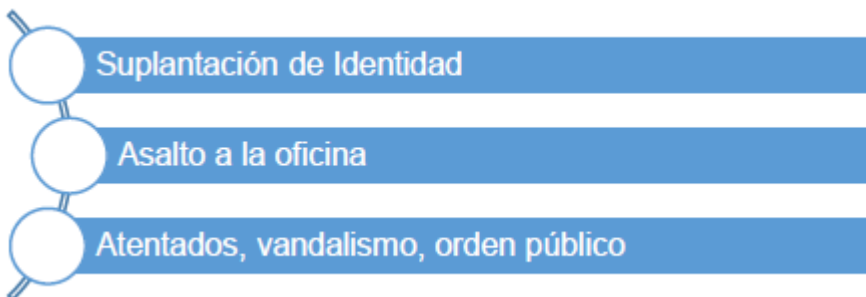 Suplantación de Identidad
Asalto a la oficina
Atentados, vandalismo, orden público